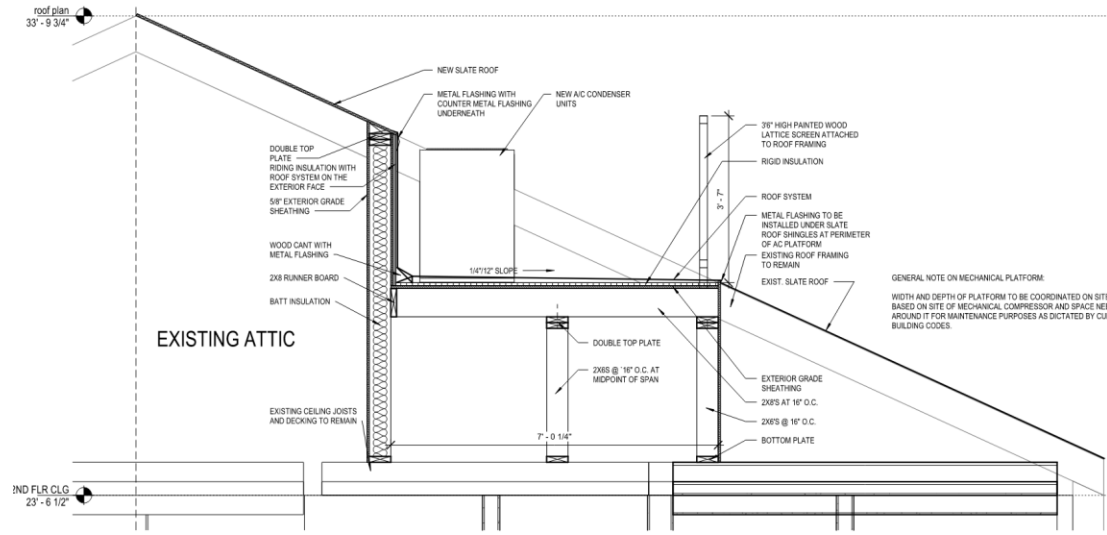 roof plan
33' - 9 3/4"
NEW SLATE ROOF
METAL FLASHING WITH
COUNTER METAL FLASHING
UNDERNEATH
NEW A/C CONDENSER
UNITS
3'6" HIGH PAINTED WOOD
LATTICE SCREEN ATTACHED
TO ROOF FRAMING
RIGID INSULATION
DOUBLE TOP
PLATE
RIDING INSULATION WITH
ROOF SYSTEM ON THE
EXTERIOR FACE
5/8" EXTERIOR GRADE
SHEATHING
3' - 7"
ROOF SYSTEM
METAL FLASHING TO BE
INSTALLED UNDER SLATE
ROOF SHINGLES AT PERIMETER
OF AC PLATFORM
EXISTING ROOF FRAMING
TO REMAIN
EXIST. SLATE ROOF
WOOD CANT WITH
METAL FLASHING
1/4"/12" SLOPE
2X8 RUNNER BOARD
BATT INSULATION
GENERAL NOTE ON MECHANICAL PLATFORM:
WIDTH AND DEPTH OF PLATFORM TO BE COORDINATED ON SIT
BASED ON SITE OF MECHANICAL COMPRESSOR AND SPACE NE
AROUND IT FOR MAINTENANCE PURPOSES AS DICTATED BY CU
BUILDING CODES.
EXISTING ATTIC
DOUBLE TOP PLATE
2X6S @ `16" O.C. AT
MIDPOINT OF SPAN
EXTERIOR GRADE
SHEATHING
2X8'S AT 16" O.C.
2X6'S @ 16" O.C.
BOTTOM PLATE
EXISTING CEILING JOISTS
AND DECKING TO REMAIN
7' - 0 1/4"
2ND FLR CLG
23' - 6 1/2"